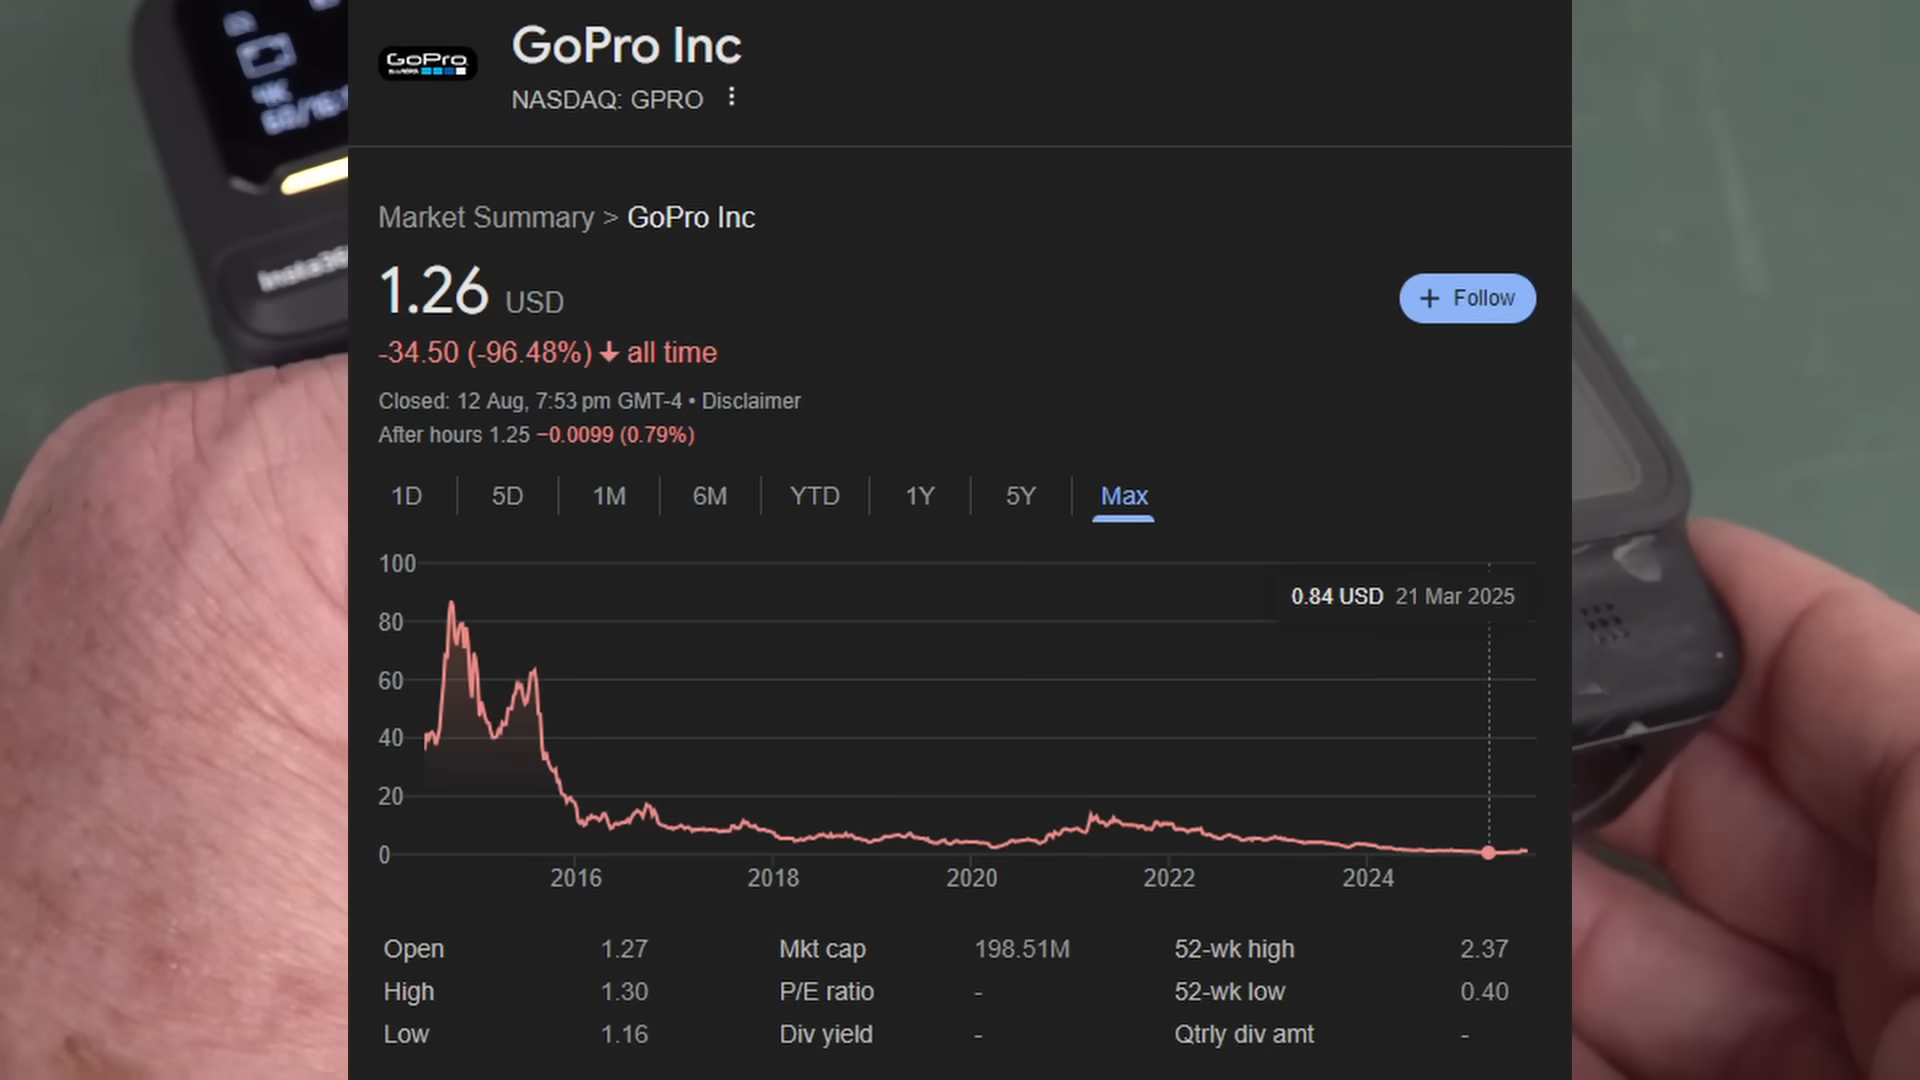 GoPro Inc
GoPro
NASDAQ: GPRO
4K
Market Summary > GoPro Inc
1.26 USD
+ Follow
-34.50 (-96.48%) all time
Closed: 12 Aug, 7:53 pm GMT-4 • Disclaimer
After hours 1.25 −0.0099 (0.79%)
1D 5D 1M 6M YTD 1Y 5Y Max
100
0.84 USD 21 Mar 2025
80
60
40
20
0
2016 2018 2020 2022 2024
Open 1.27 Mkt cap 198.51M 52-wk high 2.37
High 1.30 P/E ratio - 52-wk low 0.40
Low 1.16 Div yield - Qtrly div amt -